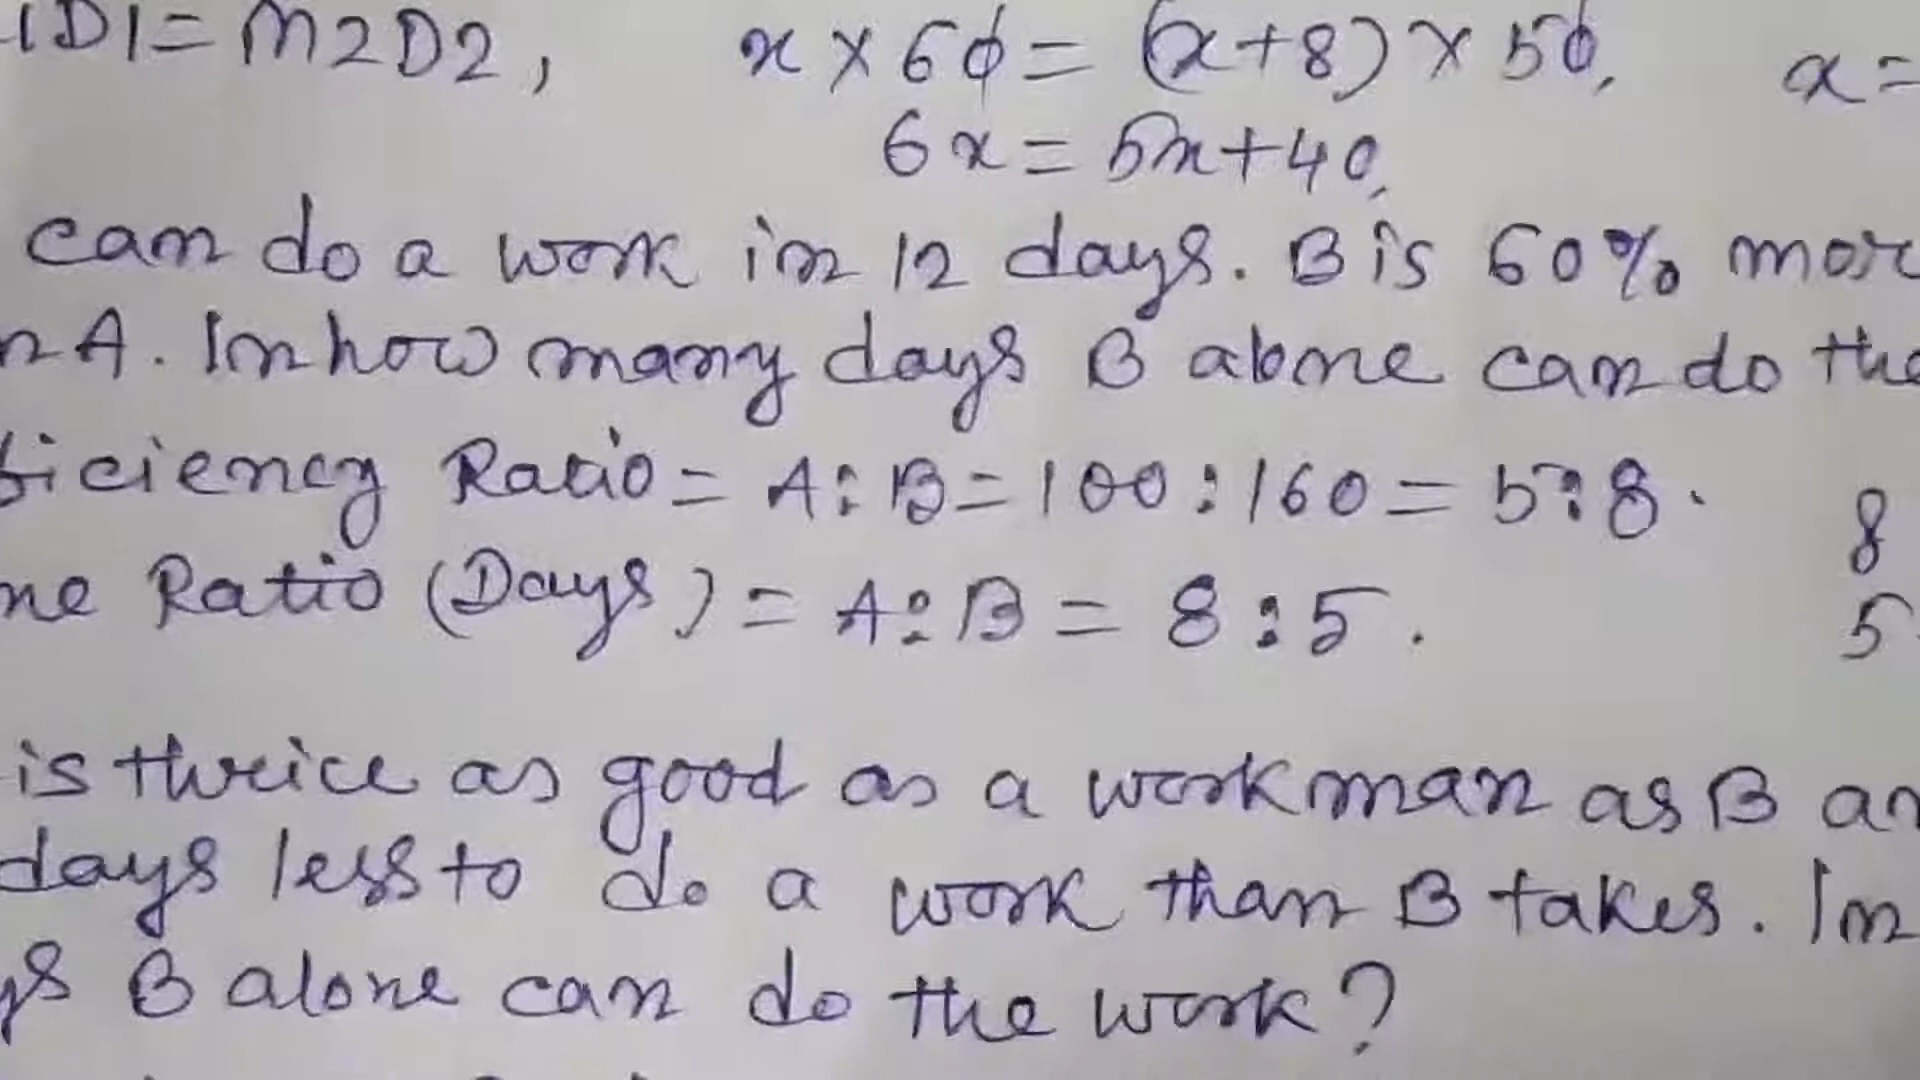 1D1 = M2D2, x × 60 = (x+8) × 50, x =
6x = 5x+40,
can do a work in 12 days. B is 60% mor
n A. In how many days B alone can do the
ficiency Ratio = A:B = 100:160 = 5:8. 8
me Ratio (Days) = A:B = 8:5. 5
is thrice as good as a workman as B an
days less to do a work than B takes. In
ys B alone can do the work?